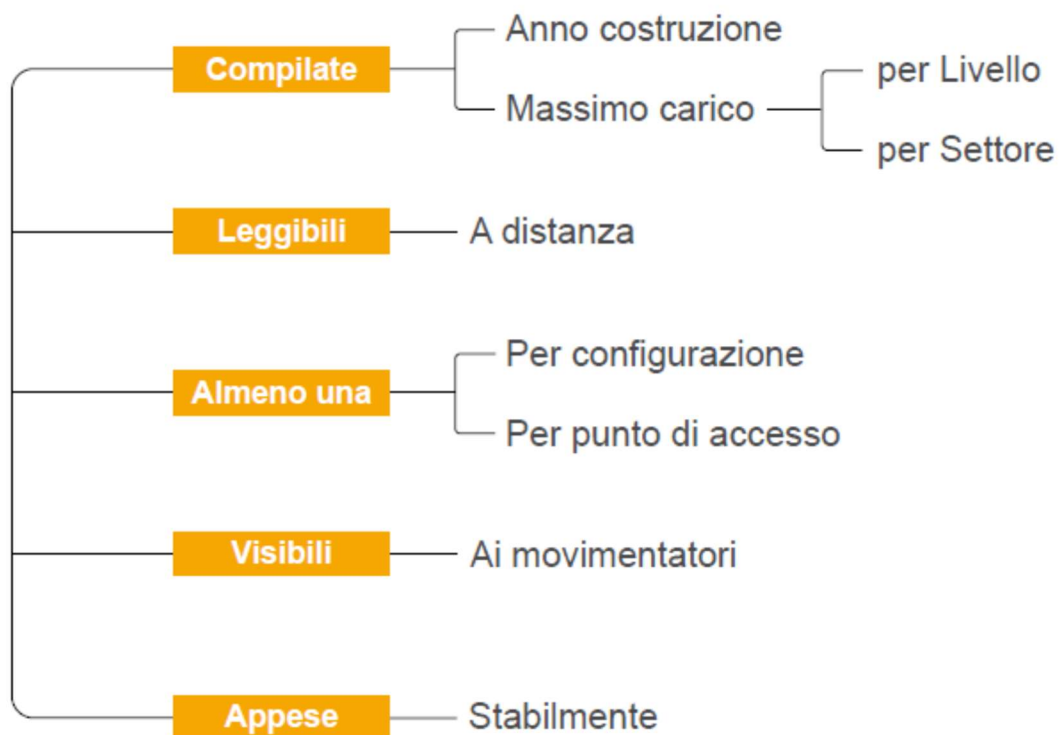 Compilate
Anno costruzione
Massimo carico
per Livello
per Settore
Leggibili
A distanza
Almeno una
Per configurazione
Per punto di accesso
Visibili
Ai movimentatori
Appese
Stabilmente